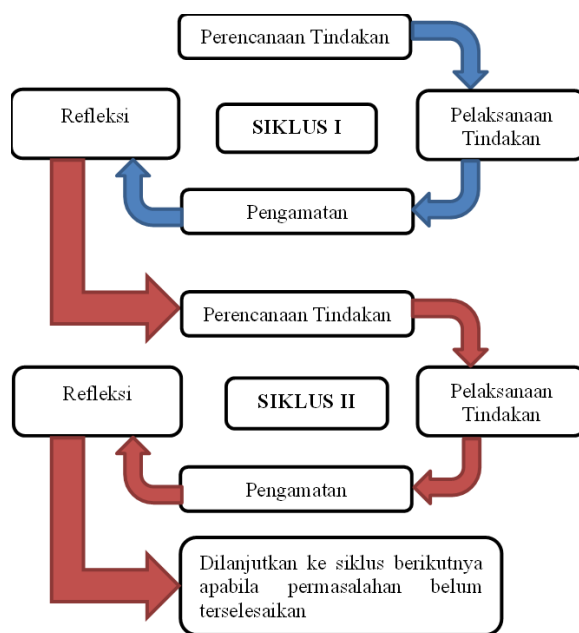 Perencanaan Tindakan
Refleksi
SIKLUS I
Pelaksanaan
Tindakan
Pengamatan
Perencanaan Tindakan
Refleksi
SIKLUS II
Pelaksanaan
Tindakan
Pengamatan
Dilanjutkan ke siklus berikutnya
apabila permasalahan belum
terselesaikan